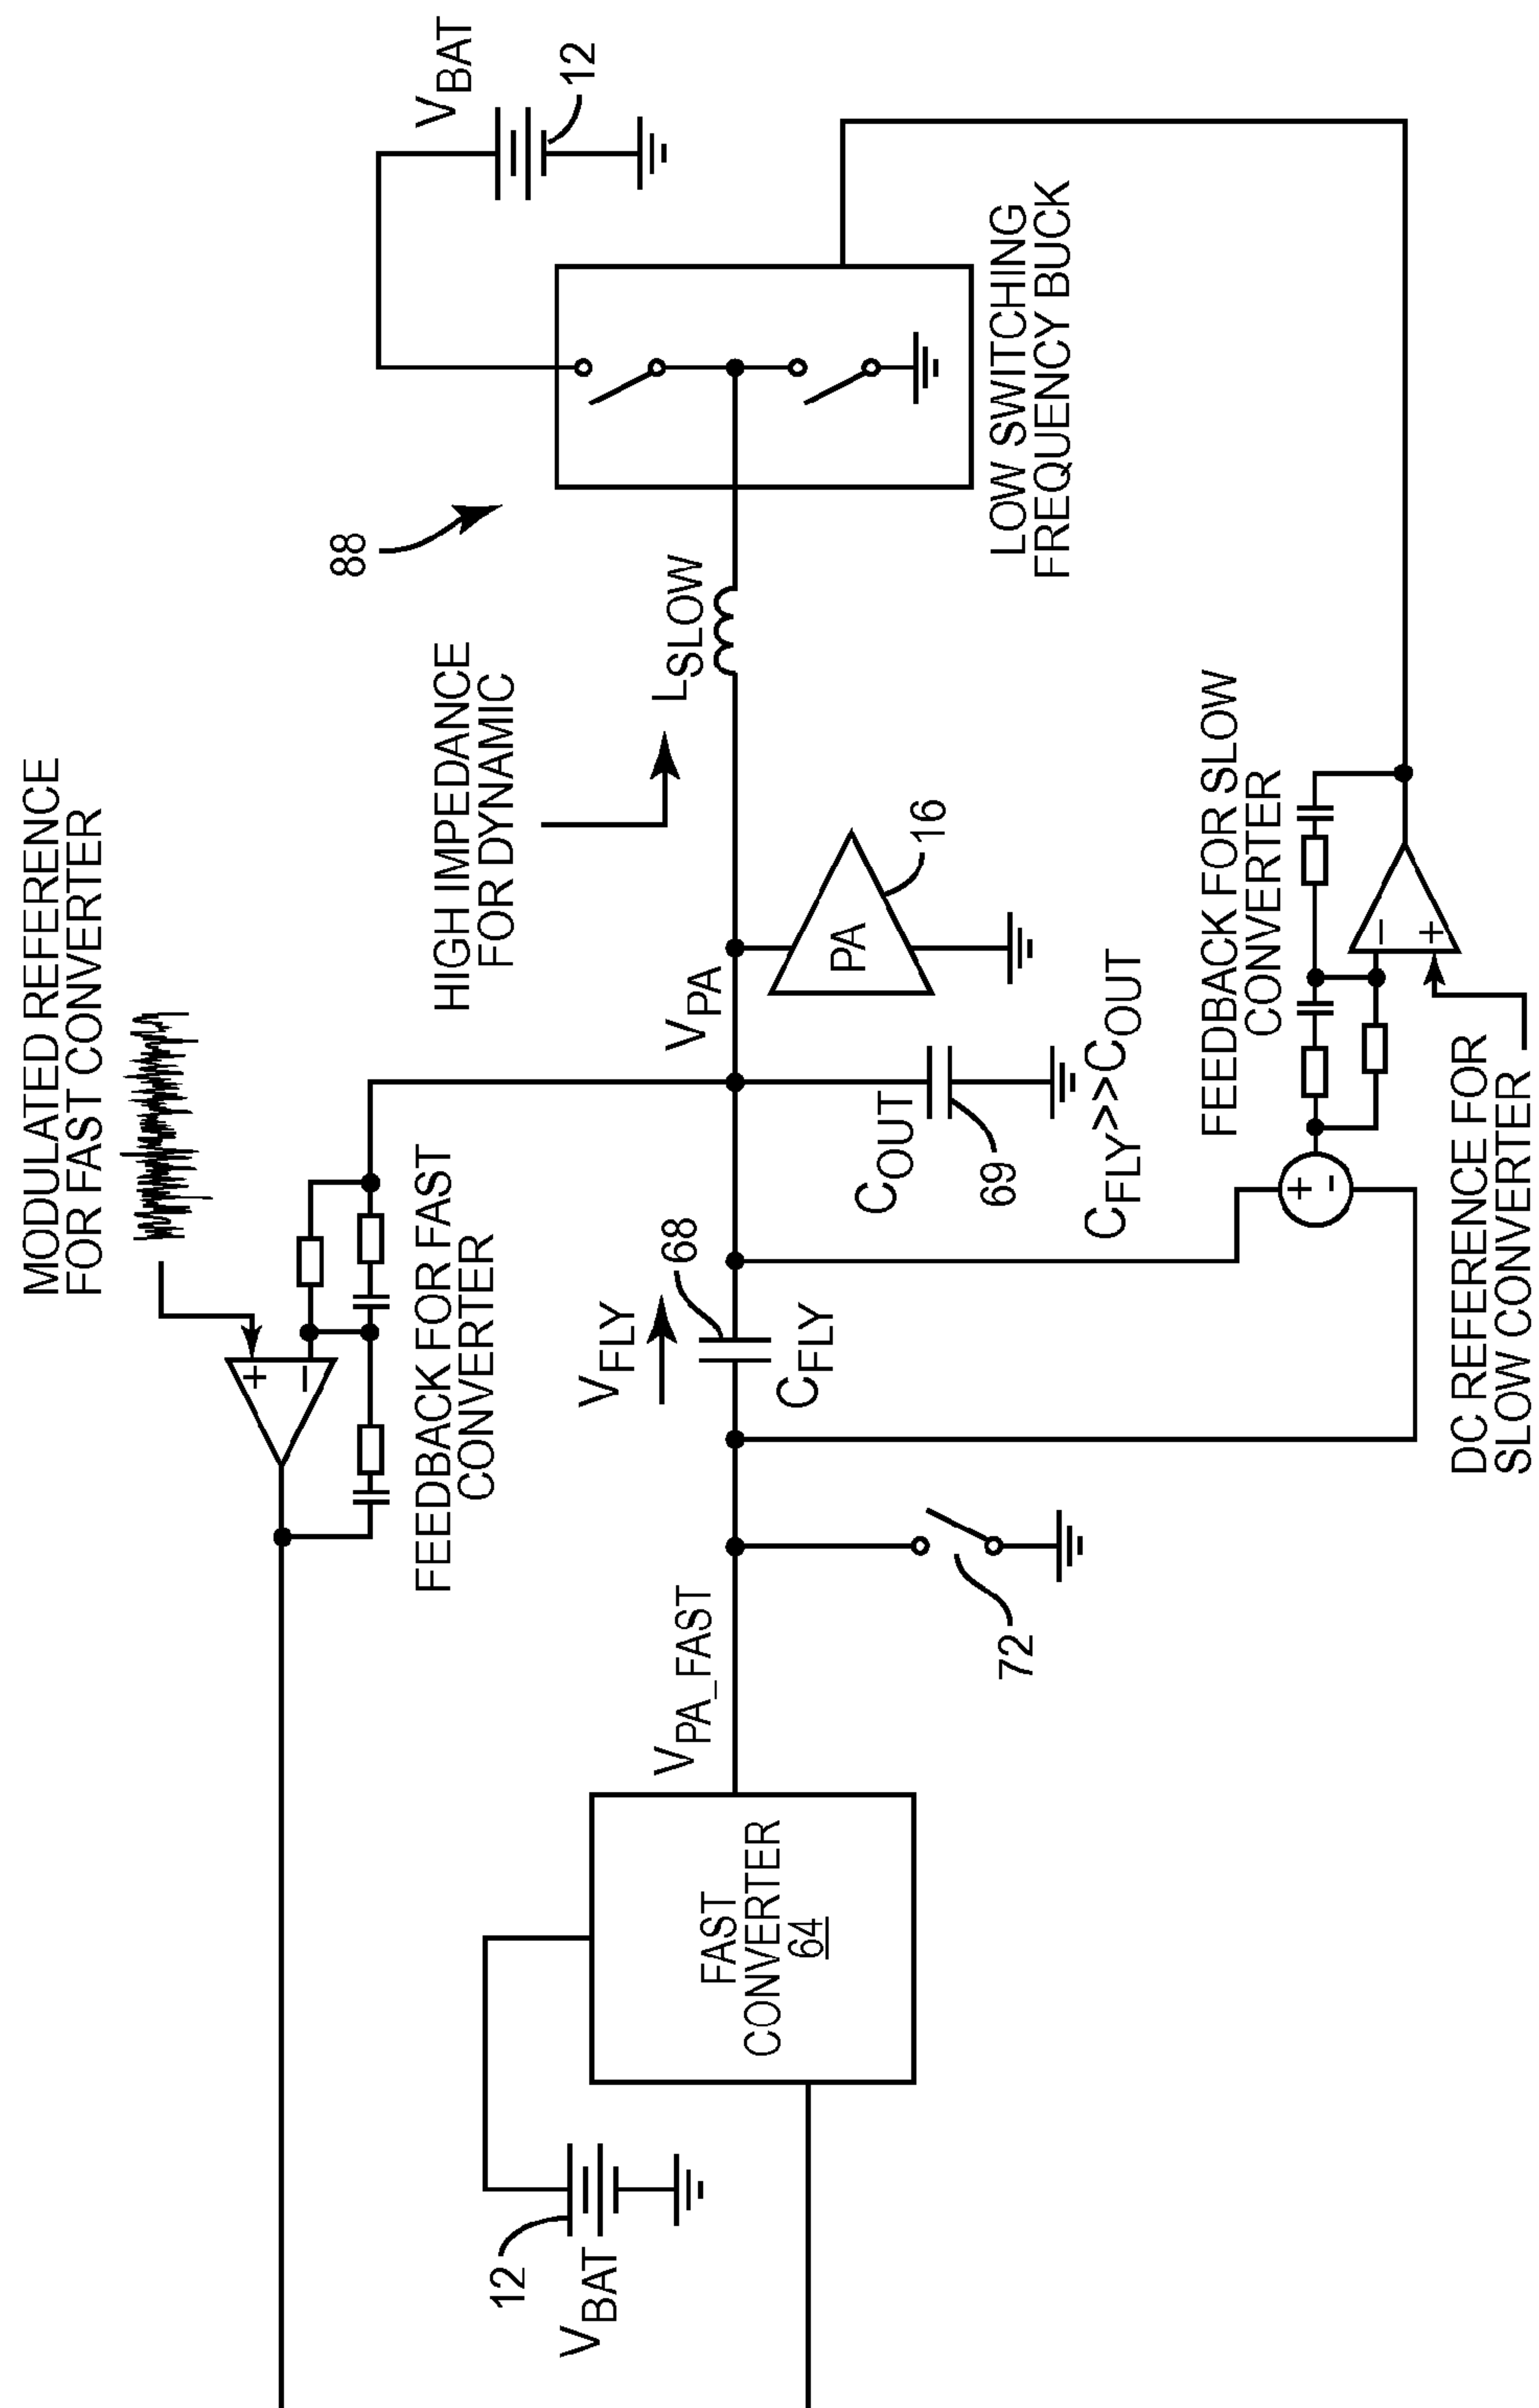 MODULATED REFERENCE
FOR FAST CONVERTER
+
−
FEEDBACK FOR FAST
CONVERTER
HIGH IMPEDANCE
FOR DYNAMIC
88
VBAT
12
12
VBAT
FAST
CONVERTER
64
VPA_FAST
72
VFLY
68
CFLY
VPA
COUT
69
CFLY>>COUT
PA
16
LSLOW
LOW SWITCHING
FREQUENCY BUCK
+
-
FEEDBACK FOR SLOW
CONVERTER
−
+
DC REFERENCE FOR
SLOW CONVERTER